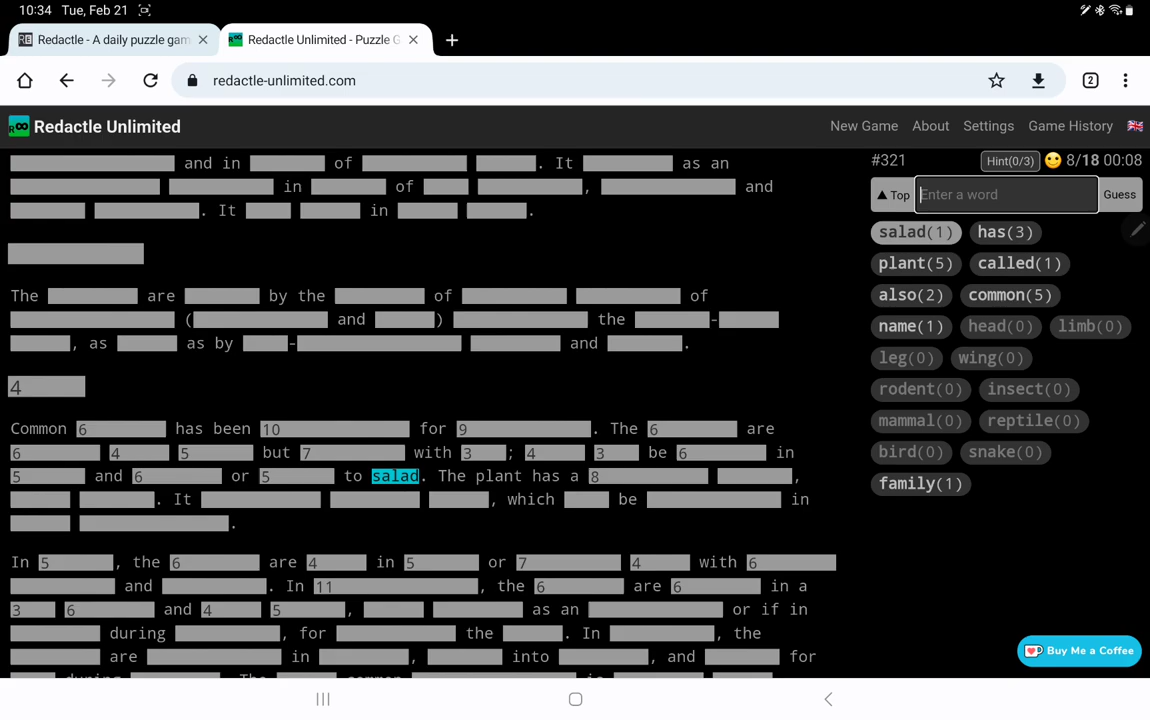 10:34 Tue, Feb 21
Redactle - A daily puzzle gam
Redactle Unlimited - Puzzle G
redactle-unlimited.com
2
R∞ Redactle Unlimited
New Game About Settings Game History
#321 Hint(0/3) 8/18 00:08
▲ Top Enter a word Guess
salad(1) has(3)
plant(5) called(1)
also(2) common(5)
name(1) head(0) limb(0)
leg(0) wing(0)
rodent(0) insect(0)
mammal(0) reptile(0)
bird(0) snake(0)
family(1)
and in of . It as an
in of , and
. It in .
The are by the of of
( and ) the -
, as as by - and .
4
Common 6 has been 10 for 9 . The 6 are
6 4 5 but 7 with 3 ; 4 3 be 6 in
5 and 6 or 5 to salad. The plant has a 8 ,
. It , which be in
.
In 5 , the 6 are 4 in 5 or 7 4 with 6
and . In 11 , the 6 are 6 in a
3 6 and 4 5 , as an or if in
during , for the . In , the
are in , into , and for
Buy Me a Coffee